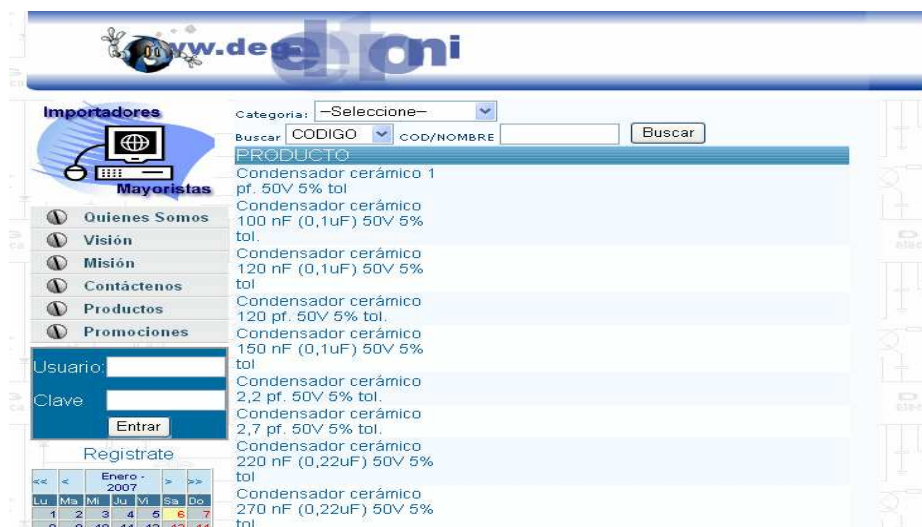 Importadores
Mayoristas
Quienes Somos
Visión
Misión
Contáctenos
Productos
Promociones
Usuario:
Clave
Entrar
Registrate
<< < Enero - 2007 > >>
Lu Ma Mi Ju Vi Sa Do
1 2 3 4 5 6 7
Categoria: --Seleccione--
Buscar CODIGO COD/NOMBRE Buscar
PRODUCTO
Condensador cerámico 1
pf. 50V 5% tol
Condensador cerámico
100 nF (0,1uF) 50V 5%
tol.
Condensador cerámico
120 nF (0,1uF) 50V 5%
tol
Condensador cerámico
120 pf. 50V 5% tol.
Condensador cerámico
150 nF (0,1uF) 50V 5%
tol
Condensador cerámico
2,2 pf. 50V 5% tol.
Condensador cerámico
2,7 pf. 50V 5% tol.
Condensador cerámico
220 nF (0,22uF) 50V 5%
tol
Condensador cerámico
270 nF (0,22uF) 50V 5%
tol